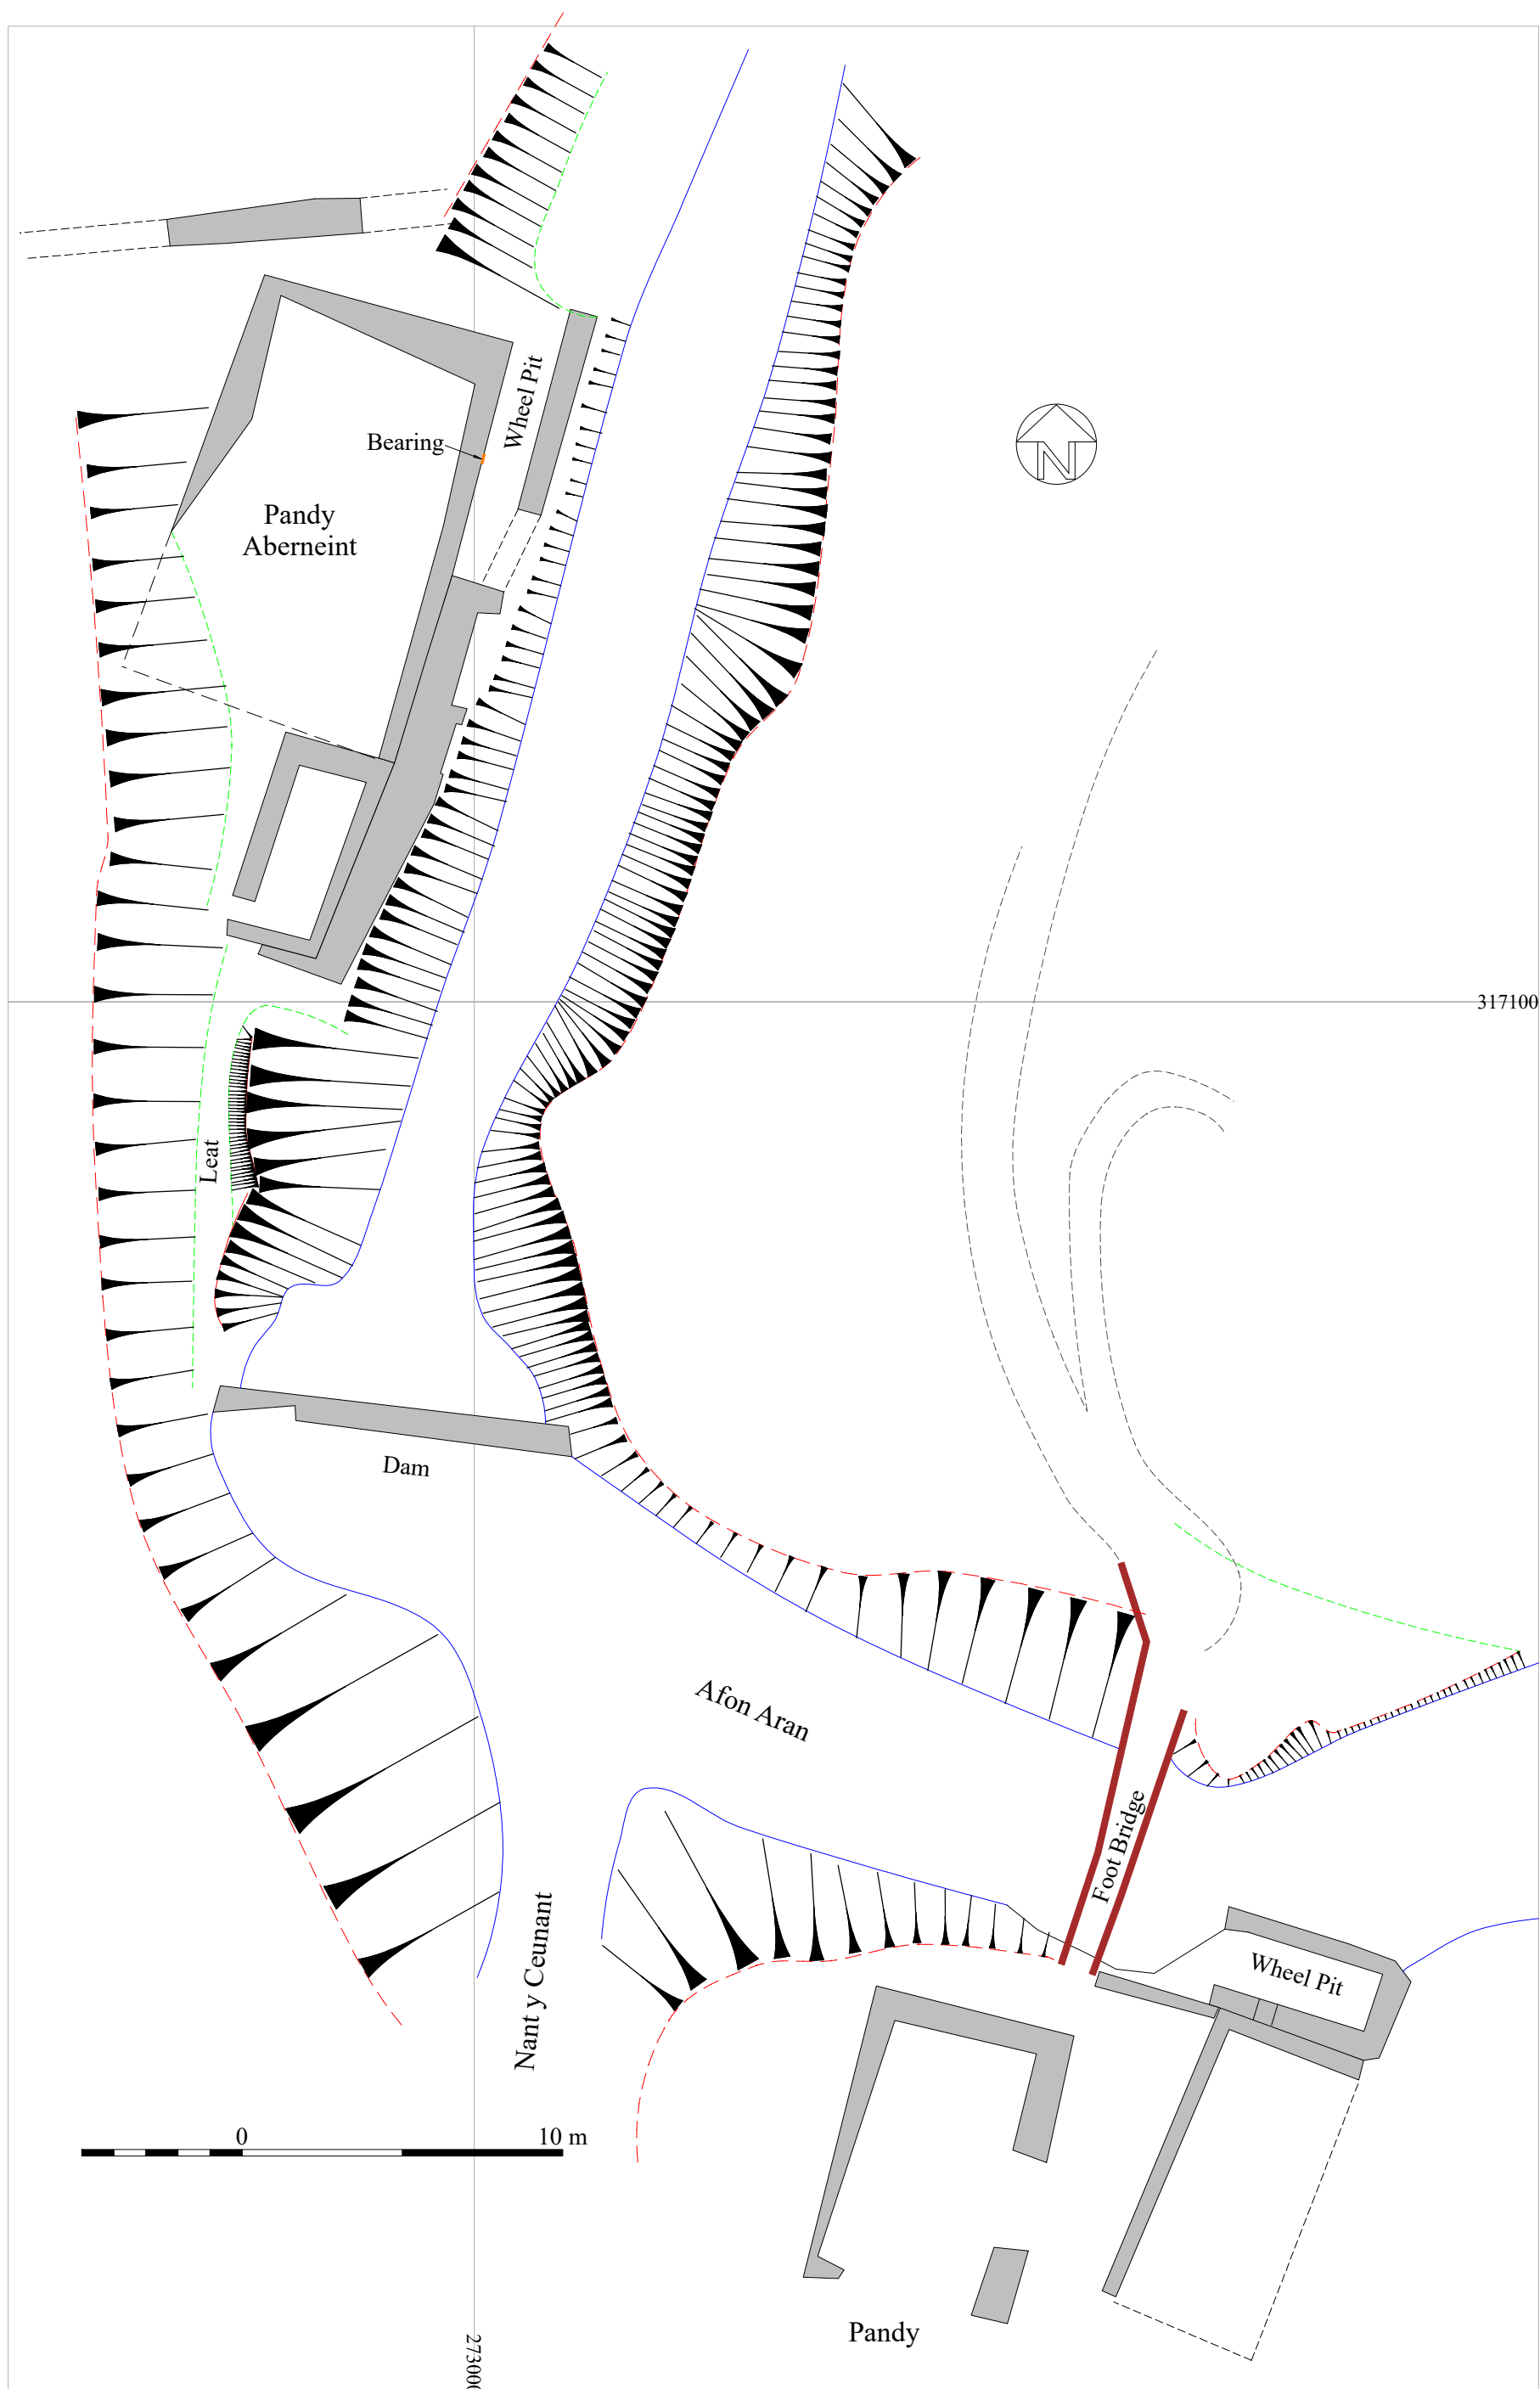 Wheel Pit
Bearing
N
Pandy
Aberneint
317100
Leat
Dam
Afon Aran
Foot Bridge
Nant y Ceunant
Wheel Pit
0 10 m
Pandy
273000